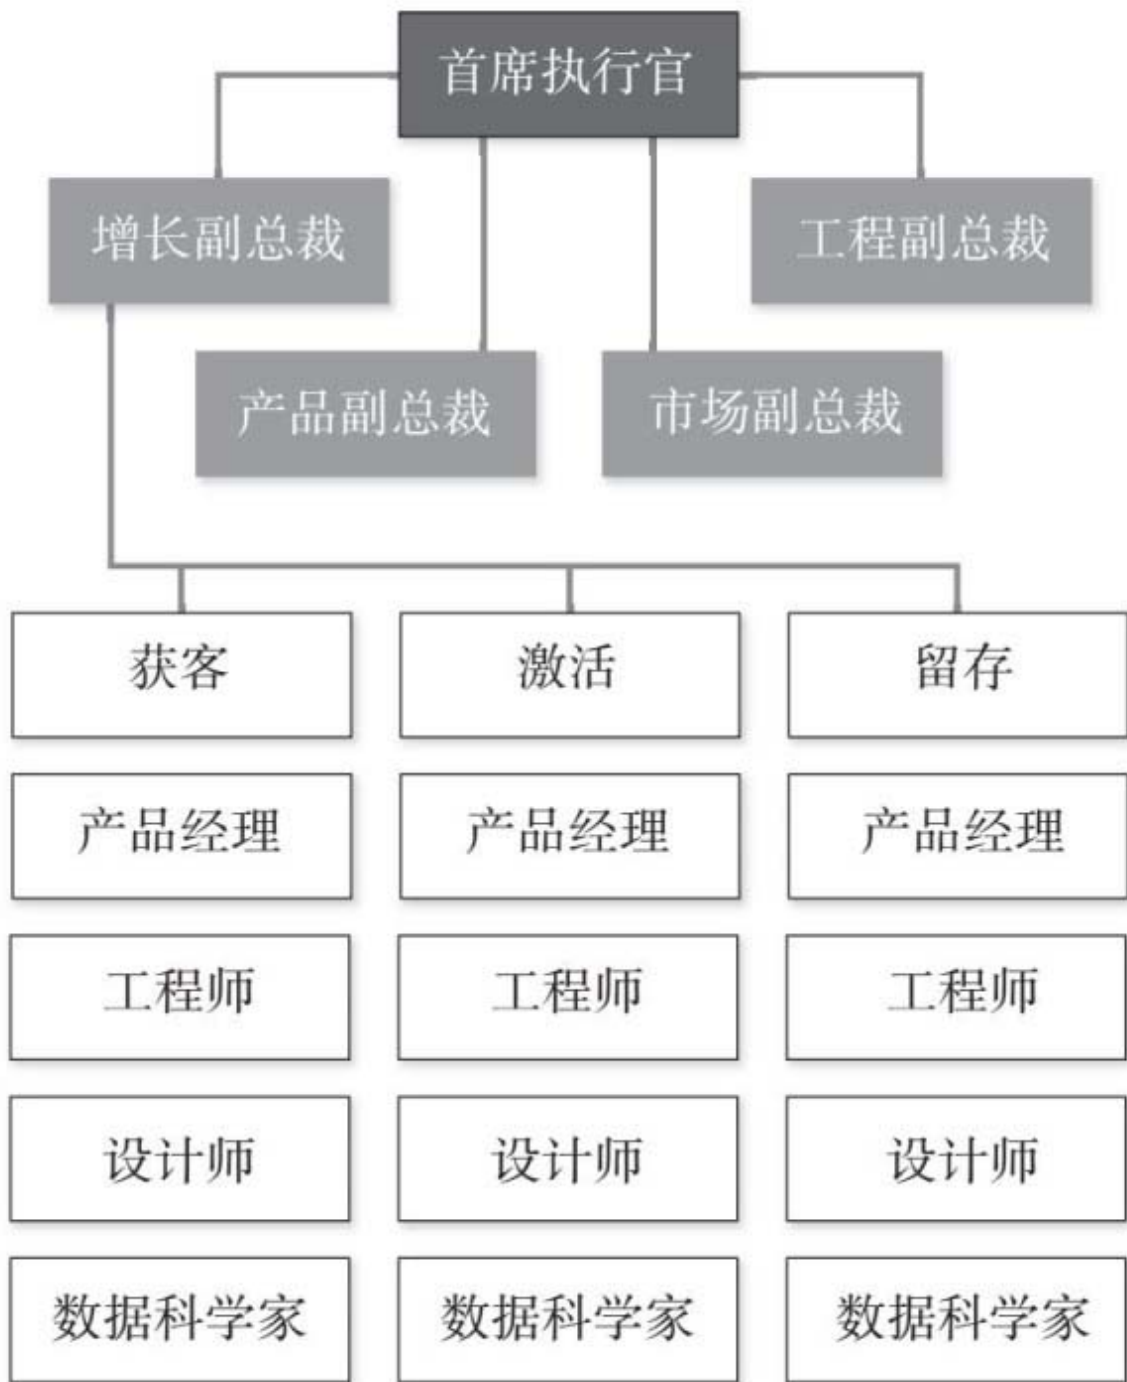 首席执行官
增长副总裁
工程副总裁
产品副总裁
市场副总裁
获客
激活
留存
产品经理
产品经理
产品经理
工程师
工程师
工程师
设计师
设计师
设计师
数据科学家
数据科学家
数据科学家